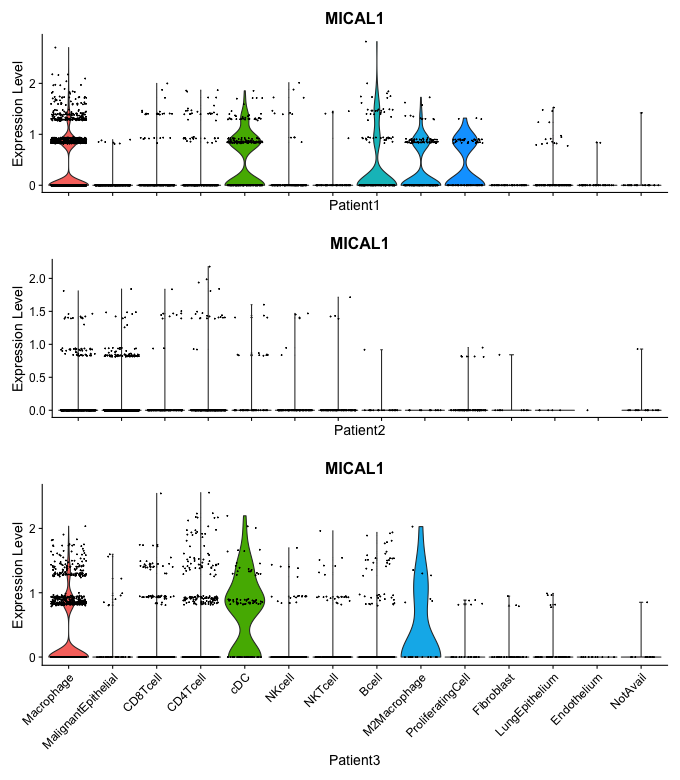 MICAL1
Expression Level
2
1
0
Patient1
MICAL1
Expression Level
2.0
1.5
1.0
0.5
0.0
Patient2
MICAL1
Expression Level
2
1
0
Macrophage
MalignantEpithelial
CD8Tcell
CD4Tcell
cDC
NKcell
NKTcell
Bcell
M2Macrophage
ProliferatingCell
Fibroblast
LungEpithelium
Endothelium
NotAvail
Patient3